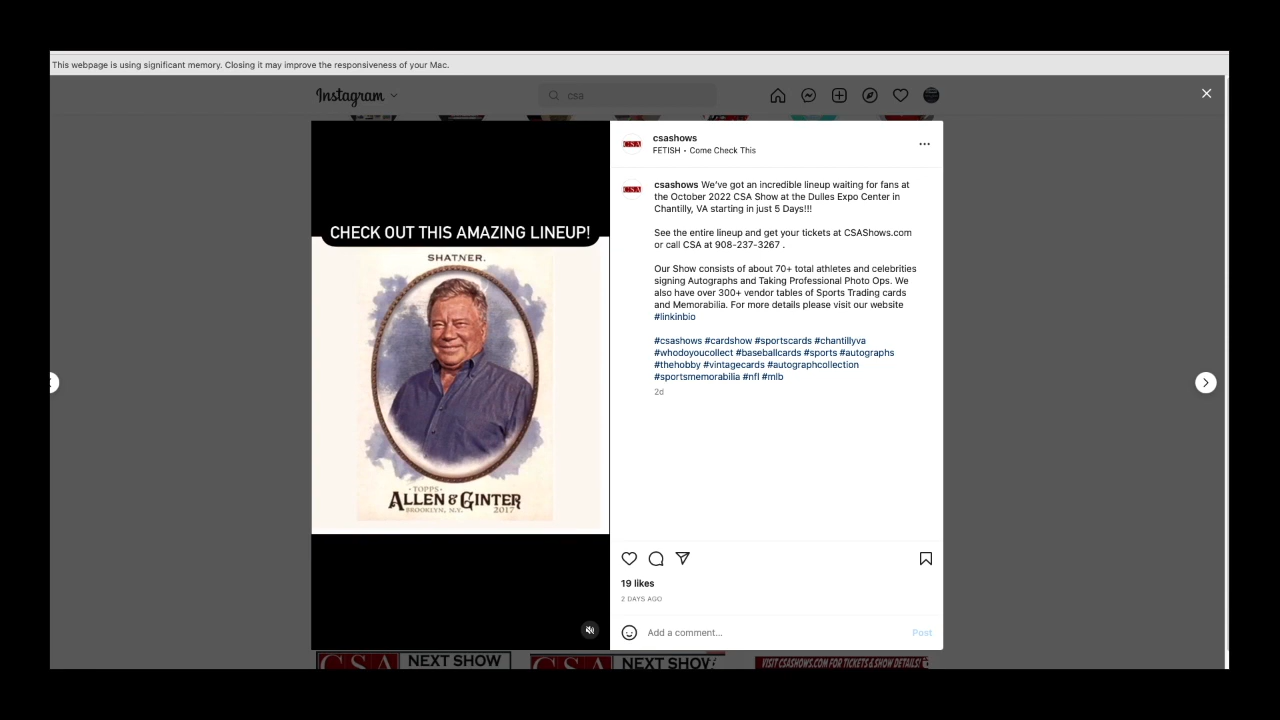 This webpage is using significant memory. Closing it may improve the responsiveness of your Mac.
Instagram
csa
CHECK OUT THIS AMAZING LINEUP!
SHATNER.
·TOPPS·
ALLEN & GINTER
BROOKLYN, N.Y. 2017
CSA
csashows
FETISH • Come Check This
CSA
csashows We've got an incredible lineup waiting for fans at
the October 2022 CSA Show at the Dulles Expo Center in
Chantilly, VA starting in just 5 Days!!!
See the entire lineup and get your tickets at CSAShows.com
or call CSA at 908-237-3267 .
Our Show consists of about 70+ total athletes and celebrities
signing Autographs and Taking Professional Photo Ops. We
also have over 300+ vendor tables of Sports Trading cards
and Memorabilia. For more details please visit our website
#linkinbio
#csashows #cardshow #sportscards #chantillyva
#whodoyoucollect #baseballcards #sports #autographs
#thehobby #vintagecards #autographcollection
#sportsmemorabilia #nfl #mlb
2d
19 likes
2 DAYS AGO
Add a comment...
Post
CSA NEXT SHOW
CSA NEXT SHOW
VISIT CSASHOWS.COM FOR TICKETS & SHOW DETAILS!